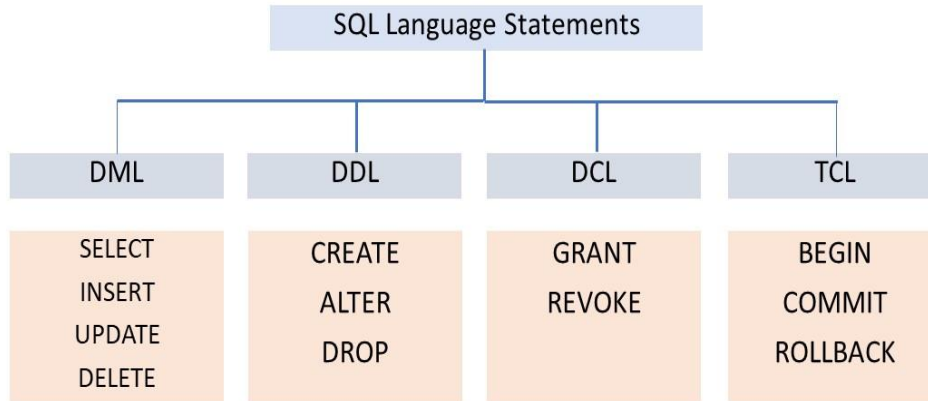 SQL Language Statements
DML
DDL
DCL
TCL
SELECT
INSERT
UPDATE
DELETE
CREATE
ALTER
DROP
GRANT
REVOKE
BEGIN
COMMIT
ROLLBACK